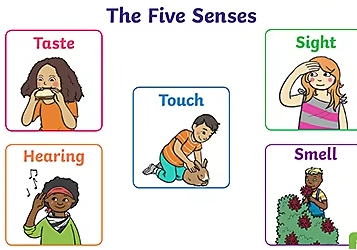 The Five Senses
Taste
Sight
Touch
Hearing
Smell